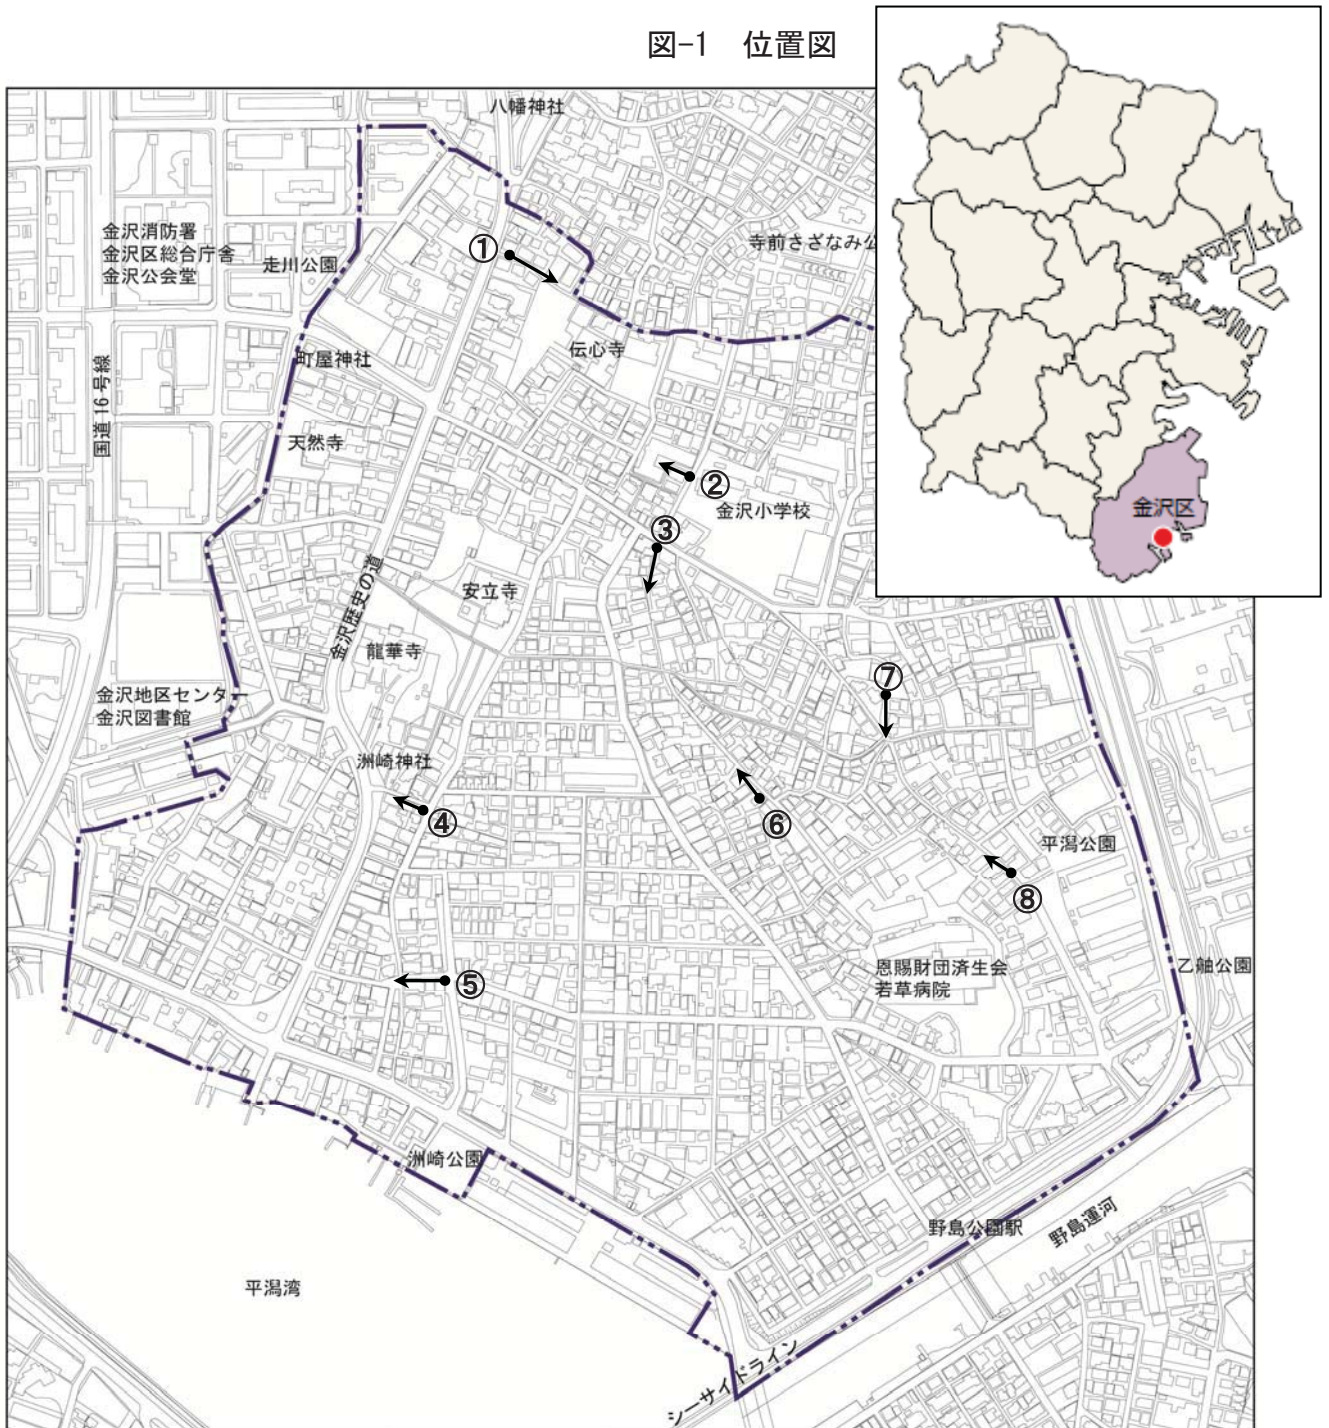 図-1 位置図
八幡神社
金沢消防署
金沢区総合庁舎
金沢公会堂
走川公園
寺前さざなみ公
①
金沢区
国道16号線
町屋神社
伝心寺
天然寺
②
金沢小学校
③
金沢歴史の道
安立寺
龍華寺
⑦
金沢地区センター
金沢図書館
洲崎神社
④
⑥
平潟公園
⑧
⑤
恩賜財団済生会
若草病院
乙舳公園
洲崎公園
野島公園駅
野島運河
平潟湾
シーサイドライン